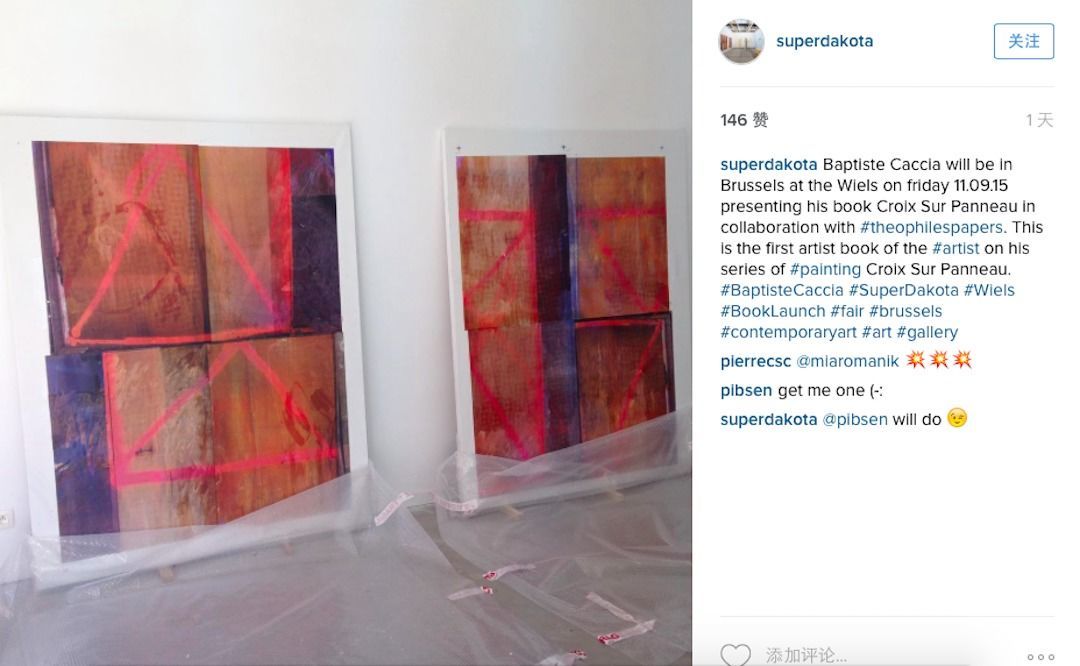 superdakota
关注
146 赞
1 天
superdakota Baptiste Caccia will be in
Brussels at the Wiels on friday 11.09.15
presenting his book Croix Sur Panneau in
collaboration with #theophilespapers. This
is the first artist book of the #artist on his
series of #painting Croix Sur Panneau.
#BaptisteCaccia #SuperDakota #Wiels
#BookLaunch #fair #brussels
#contemporaryart #art #gallery
pierrecsc @miaromanik 💥💥💥
pibsen get me one (-:
superdakota @pibsen will do 😉
添加评论...